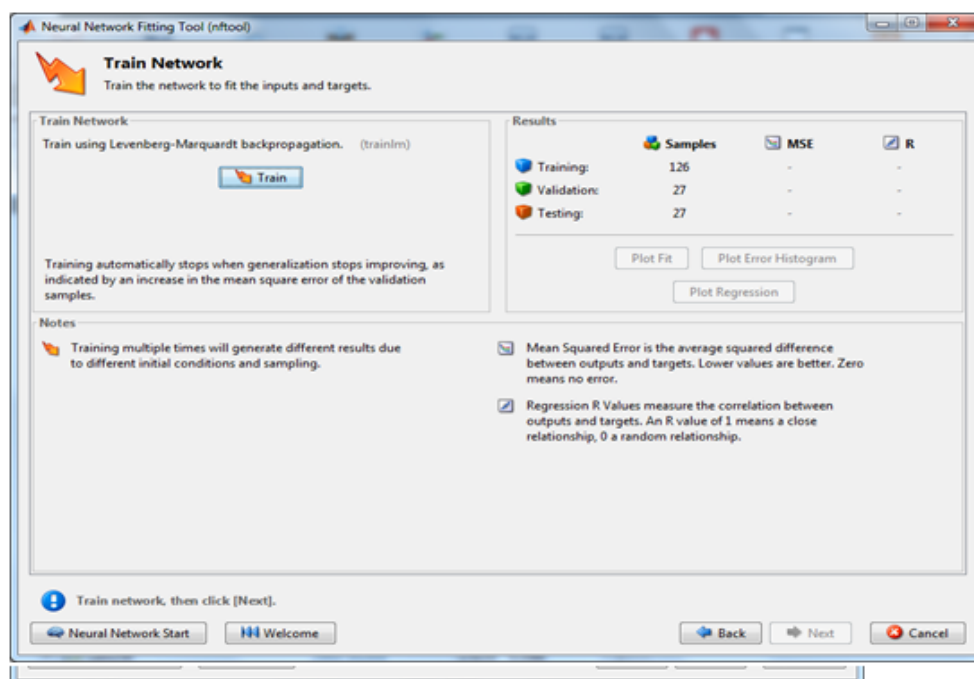 Neural Network Fitting Tool (nftool)
Train Network
Train the network to fit the inputs and targets.
Train Network
Train using Levenberg-Marquardt backpropagation. (trainlm)
Train
Training automatically stops when generalization stops improving, as
indicated by an increase in the mean square error of the validation
samples.
Results
Samples MSE R
Training: 126 - -
Validation: 27 - -
Testing: 27 - -
Plot Fit Plot Error Histogram
Plot Regression
Notes
Training multiple times will generate different results due
to different initial conditions and sampling.
Mean Squared Error is the average squared difference
between outputs and targets. Lower values are better. Zero
means no error.
Regression R Values measure the correlation between
outputs and targets. An R value of 1 means a close
relationship, 0 a random relationship.
Train network, then click [Next].
Neural Network Start Welcome Back Next Cancel